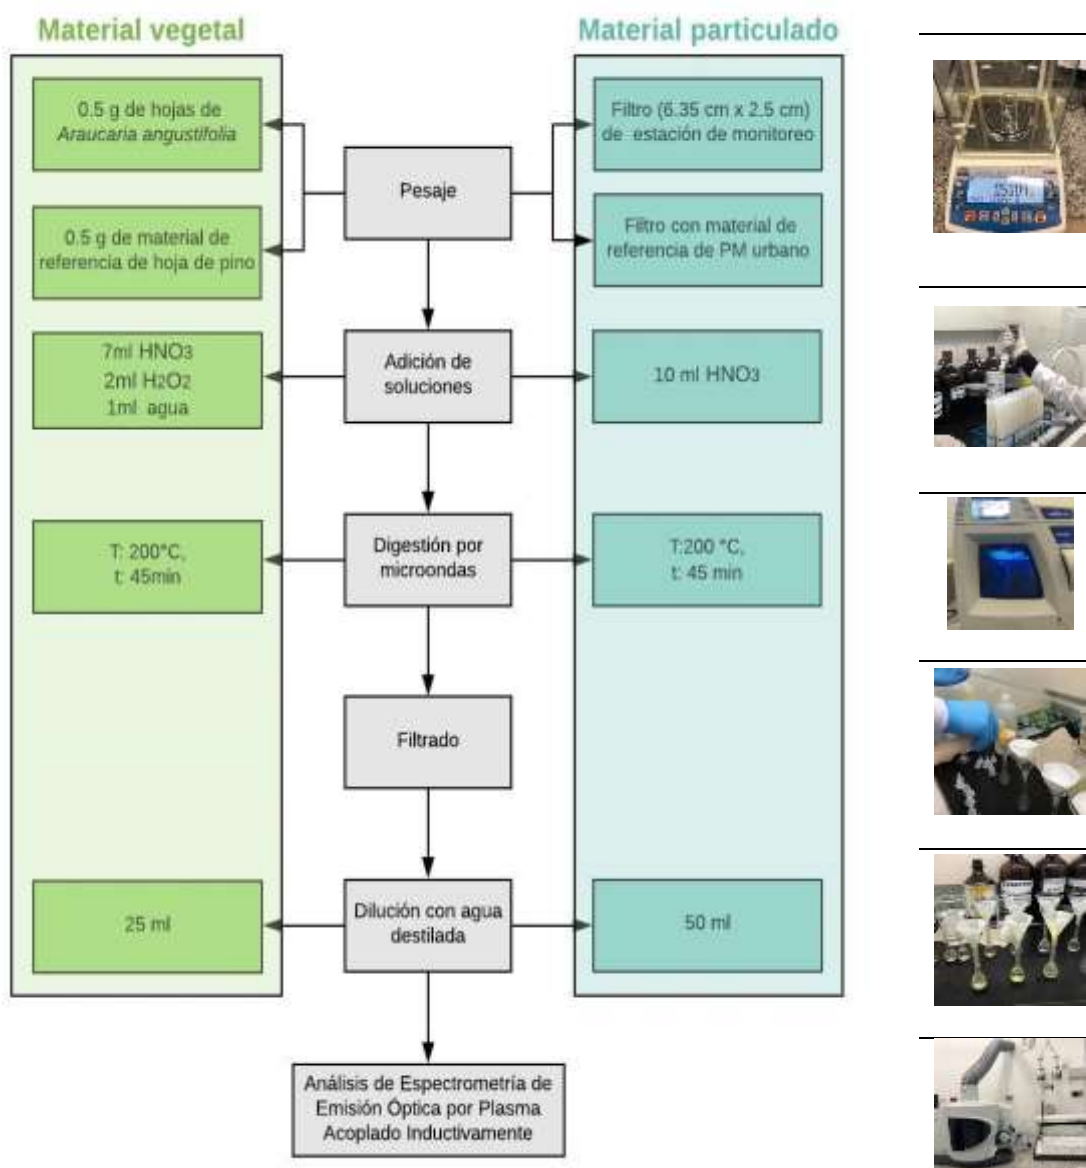 Material vegetal
Material particulado
0.5 g de hojas de
Araucaria angustifolia
Filtro (6.35 cm x 2.5 cm)
de estación de monitoreo
Pesaje
0.5 g de material de
referencia de hoja de pino
Filtro con material de
referencia de PM urbano
7ml HNO3
2ml H2O2
1ml agua
Adición de
soluciones
10 ml HNO3
T: 200°C,
t: 45min
Digestión por
microondas
T:200 °C,
t: 45 min
Filtrado
25 ml
Dilución con agua
destilada
50 ml
Análisis de Espectrometría de
Emisión Óptica por Plasma
Acoplado Inductivamente